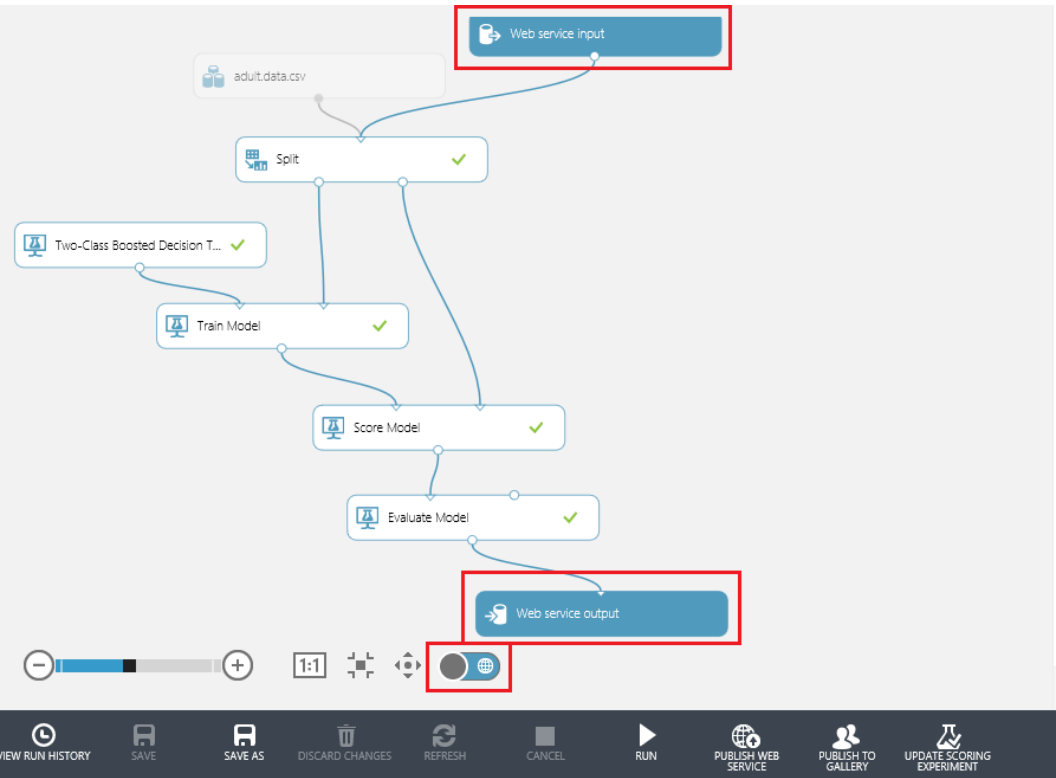 Web service input
adult.data.csv
Split
Two-Class Boosted Decision T...
Train Model
Score Model
Evaluate Model
Web service output
1:1
VIEW RUN HISTORY
SAVE
SAVE AS
DISCARD CHANGES
REFRESH
CANCEL
RUN
PUBLISH WEB
SERVICE
PUBLISH TO
GALLERY
UPDATE SCORING
EXPERIMENT